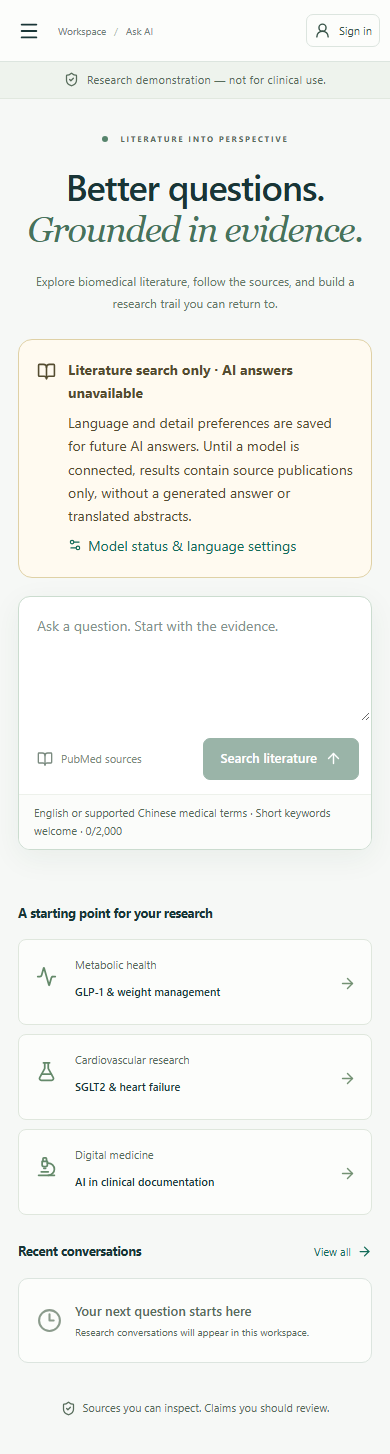 Workspace / Ask AI
Sign in
Research demonstration — not for clinical use.
LITERATURE INTO PERSPECTIVE
Better questions.
Grounded in evidence.
Explore biomedical literature, follow the sources, and build a
research trail you can return to.
Literature search only · AI answers
unavailable
Language and detail preferences are saved
for future AI answers. Until a model is
connected, results contain source publications
only, without a generated answer or
translated abstracts.
Model status & language settings
Ask a question. Start with the evidence.
PubMed sources
Search literature
English or supported Chinese medical terms · Short keywords
welcome · 0/2,000
A starting point for your research
Metabolic health
GLP-1 & weight management
Cardiovascular research
SGLT2 & heart failure
Digital medicine
AI in clinical documentation
Recent conversations
View all
Your next question starts here
Research conversations will appear in this workspace.
Sources you can inspect. Claims you should review.